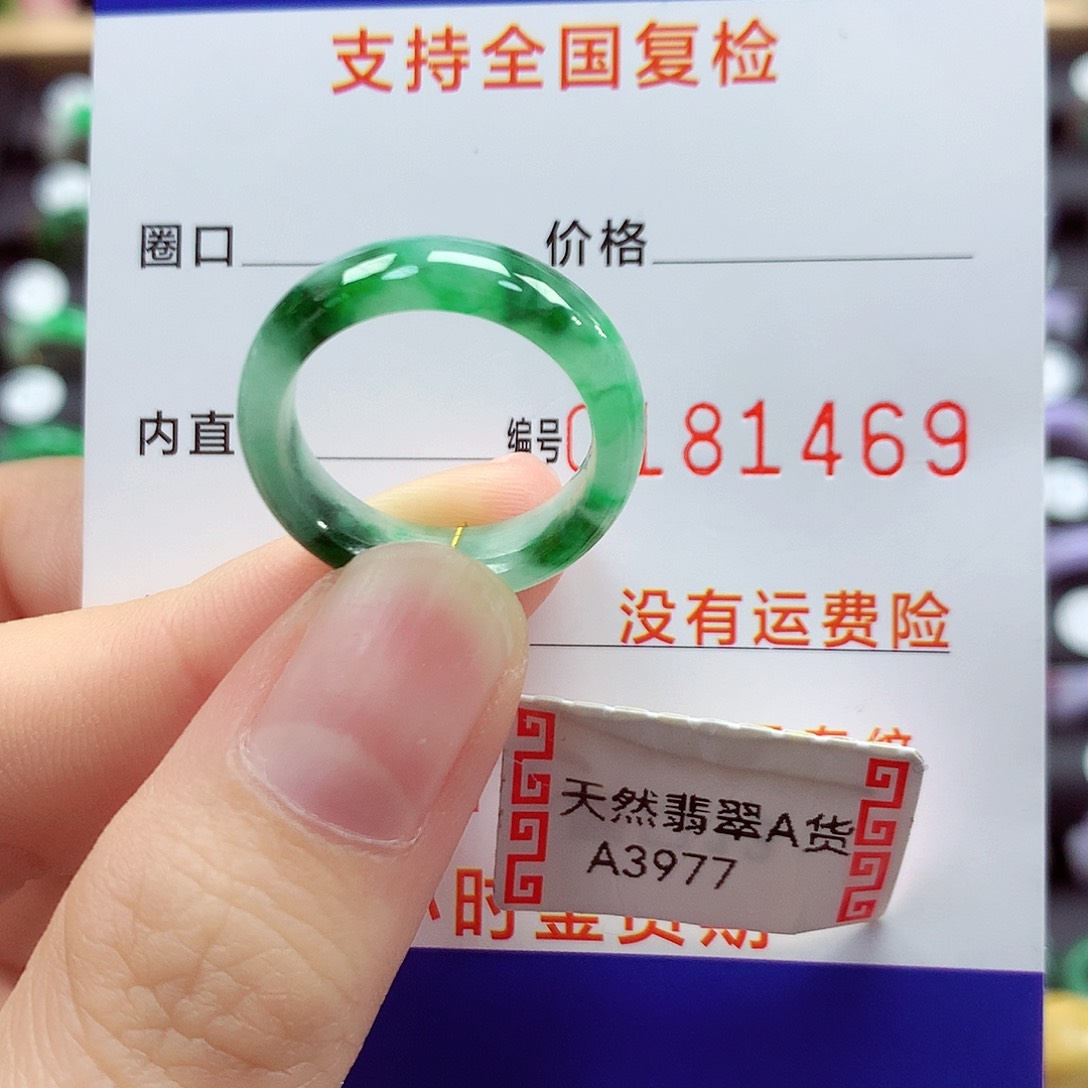 支持全国复检
圈口 价格
内直 编号 181469
没有运费险
天然翡翠A货
A3977
时